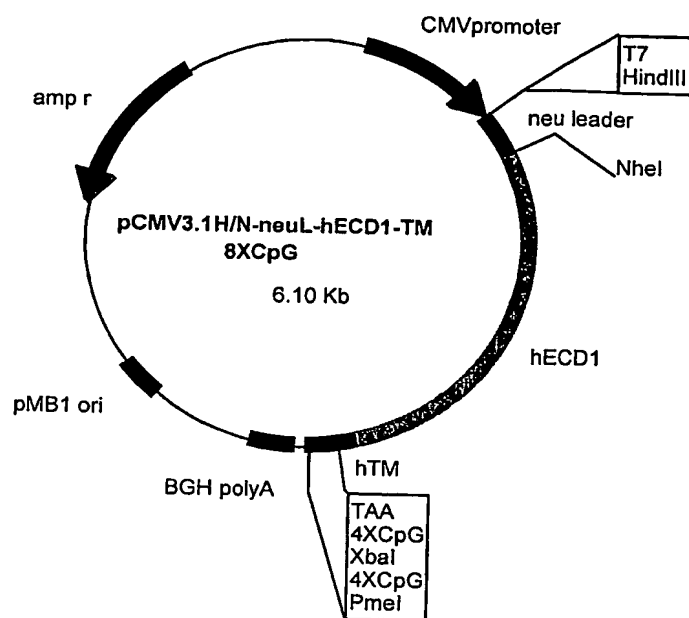 CMVpromoter
T7
HindIII
amp r
neu leader
NheI
pCMV3.1H/N-neuL-hECD1-TM
8XCpG
6.10 Kb
hECD1
pMB1 ori
hTM
BGH polyA
TAA
4XCpG
XbaI
4XCpG
PmeI